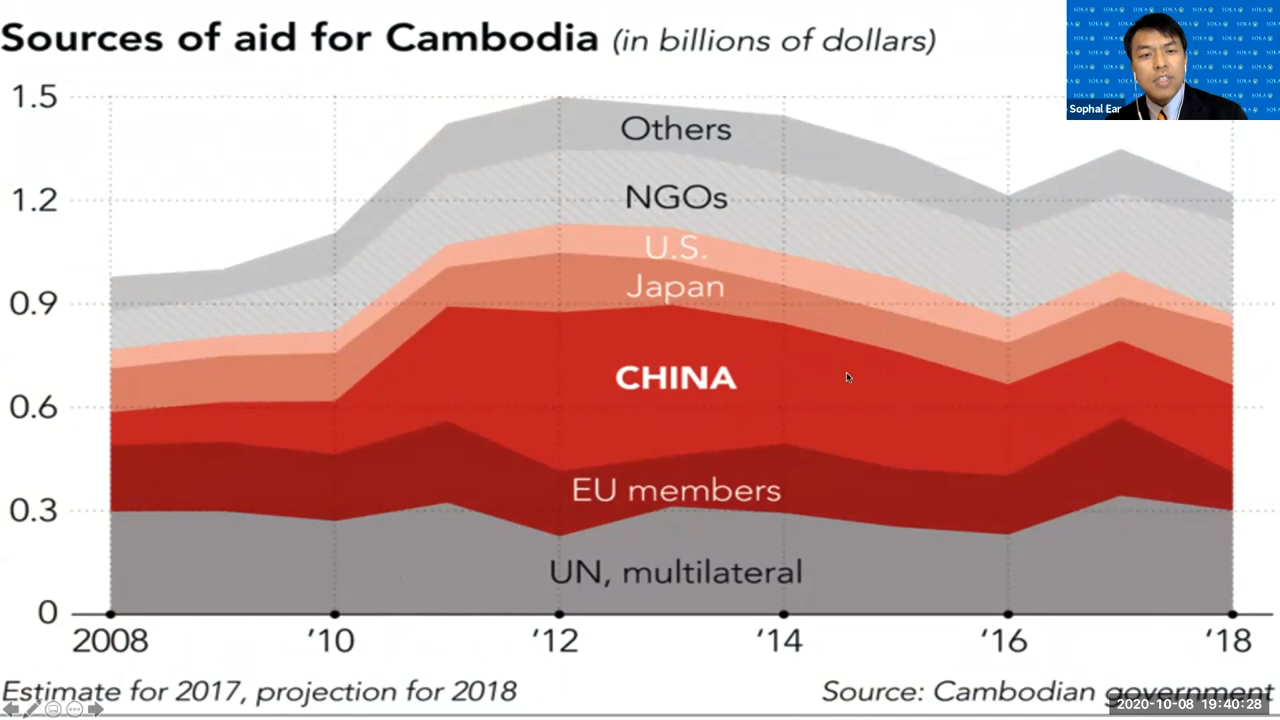 Sources of aid for Cambodia (in billions of dollars)
SOKA
Sophal Ear
1.5
1.2
0.9
0.6
0.3
0
Others
NGOs
U.S.
Japan
CHINA
EU members
UN, multilateral
2008 ‘10 ‘12 ‘14 ‘16 ‘18
Estimate for 2017, projection for 2018
Source: Cambodian government
2020-10-08 19:40:28